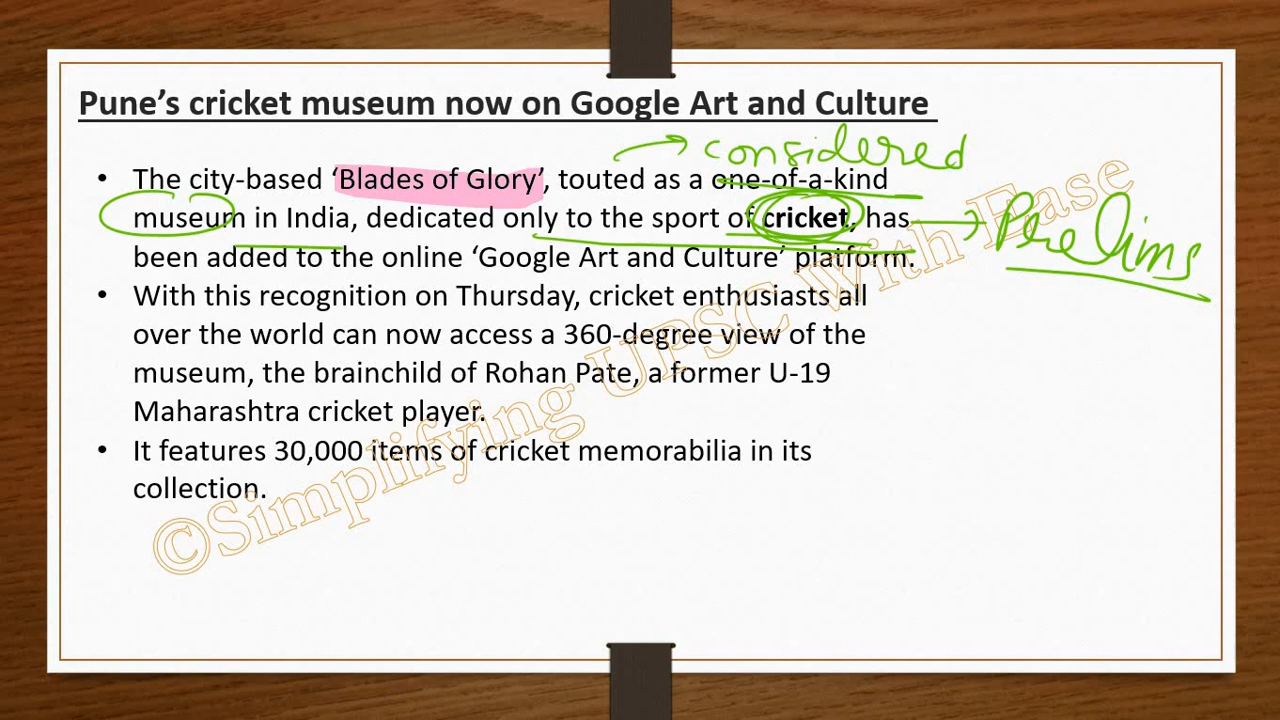 Pune’s cricket museum now on Google Art and Culture
considered
• The city-based ‘Blades of Glory’, touted as a one-of-a-kind
museum in India, dedicated only to the sport of cricket, has
Prelims
been added to the online ‘Google Art and Culture’ platform.
• With this recognition on Thursday, cricket enthusiasts all
over the world can now access a 360-degree view of the
museum, the brainchild of Rohan Pate, a former U-19
Maharashtra cricket player.
• It features 30,000 items of cricket memorabilia in its
collection.
©Simplifying UPSC With Ease